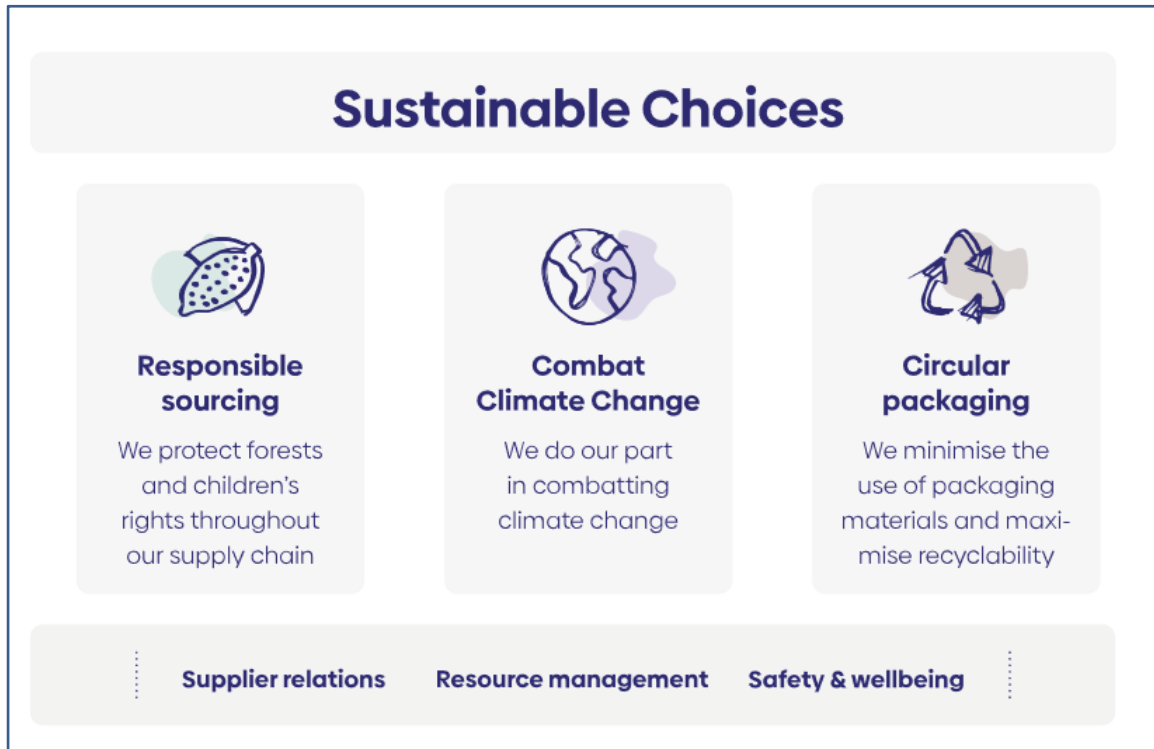 Sustainable Choices
Responsible
sourcing
We protect forests
and children's
rights throughout
our supply chain
Combat
Climate Change
We do our part
in combatting
climate change
Circular
packaging
We minimise the
use of packaging
materials and maxi-
mise recyclability
Supplier relations
Resource management
Safety & wellbeing